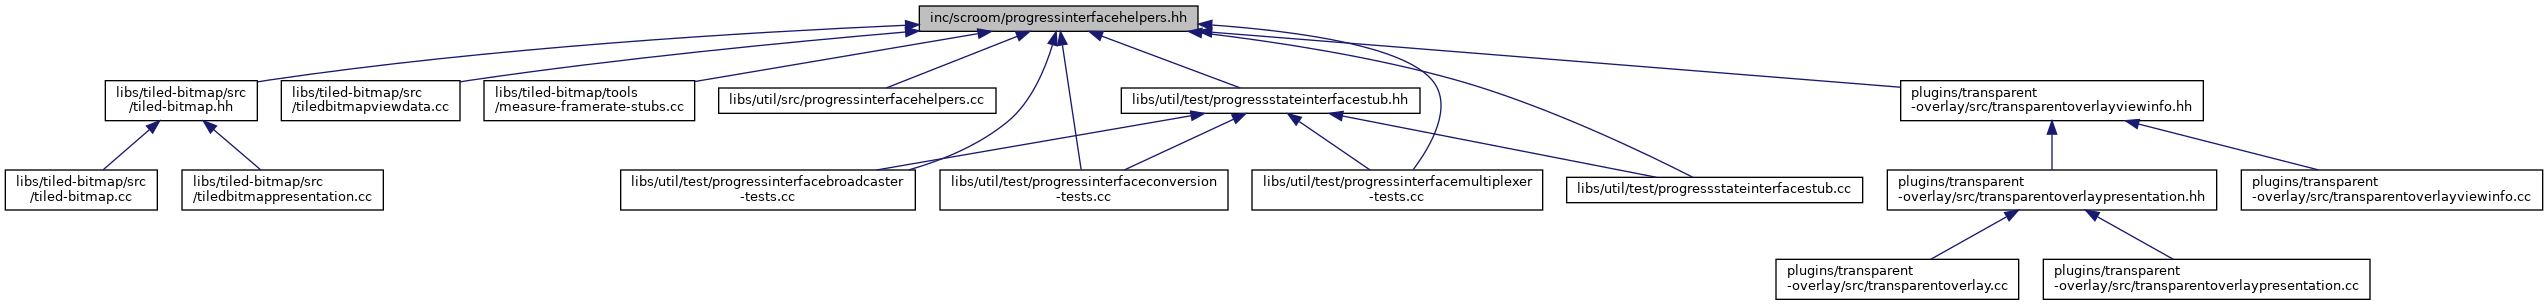 inc/scroom/progressinterfacehelpers.hh
libs/tiled-bitmap/src
/tiled-bitmap.hh
libs/tiled-bitmap/src
/tiledbitmapviewdata.cc
libs/tiled-bitmap/tools
/measure-framerate-stubs.cc
libs/util/src/progressinterfacehelpers.cc
libs/util/test/progressstateinterfacestub.hh
plugins/transparent
-overlay/src/transparentoverlayviewinfo.hh
libs/tiled-bitmap/src
/tiled-bitmap.cc
libs/tiled-bitmap/src
/tiledbitmappresentation.cc
libs/util/test/progressinterfacebroadcaster
-tests.cc
libs/util/test/progressinterfaceconversion
-tests.cc
libs/util/test/progressinterfacemultiplexer
-tests.cc
libs/util/test/progressstateinterfacestub.cc
plugins/transparent
-overlay/src/transparentoverlaypresentation.hh
plugins/transparent
-overlay/src/transparentoverlayviewinfo.cc
plugins/transparent
-overlay/src/transparentoverlay.cc
plugins/transparent
-overlay/src/transparentoverlaypresentation.cc